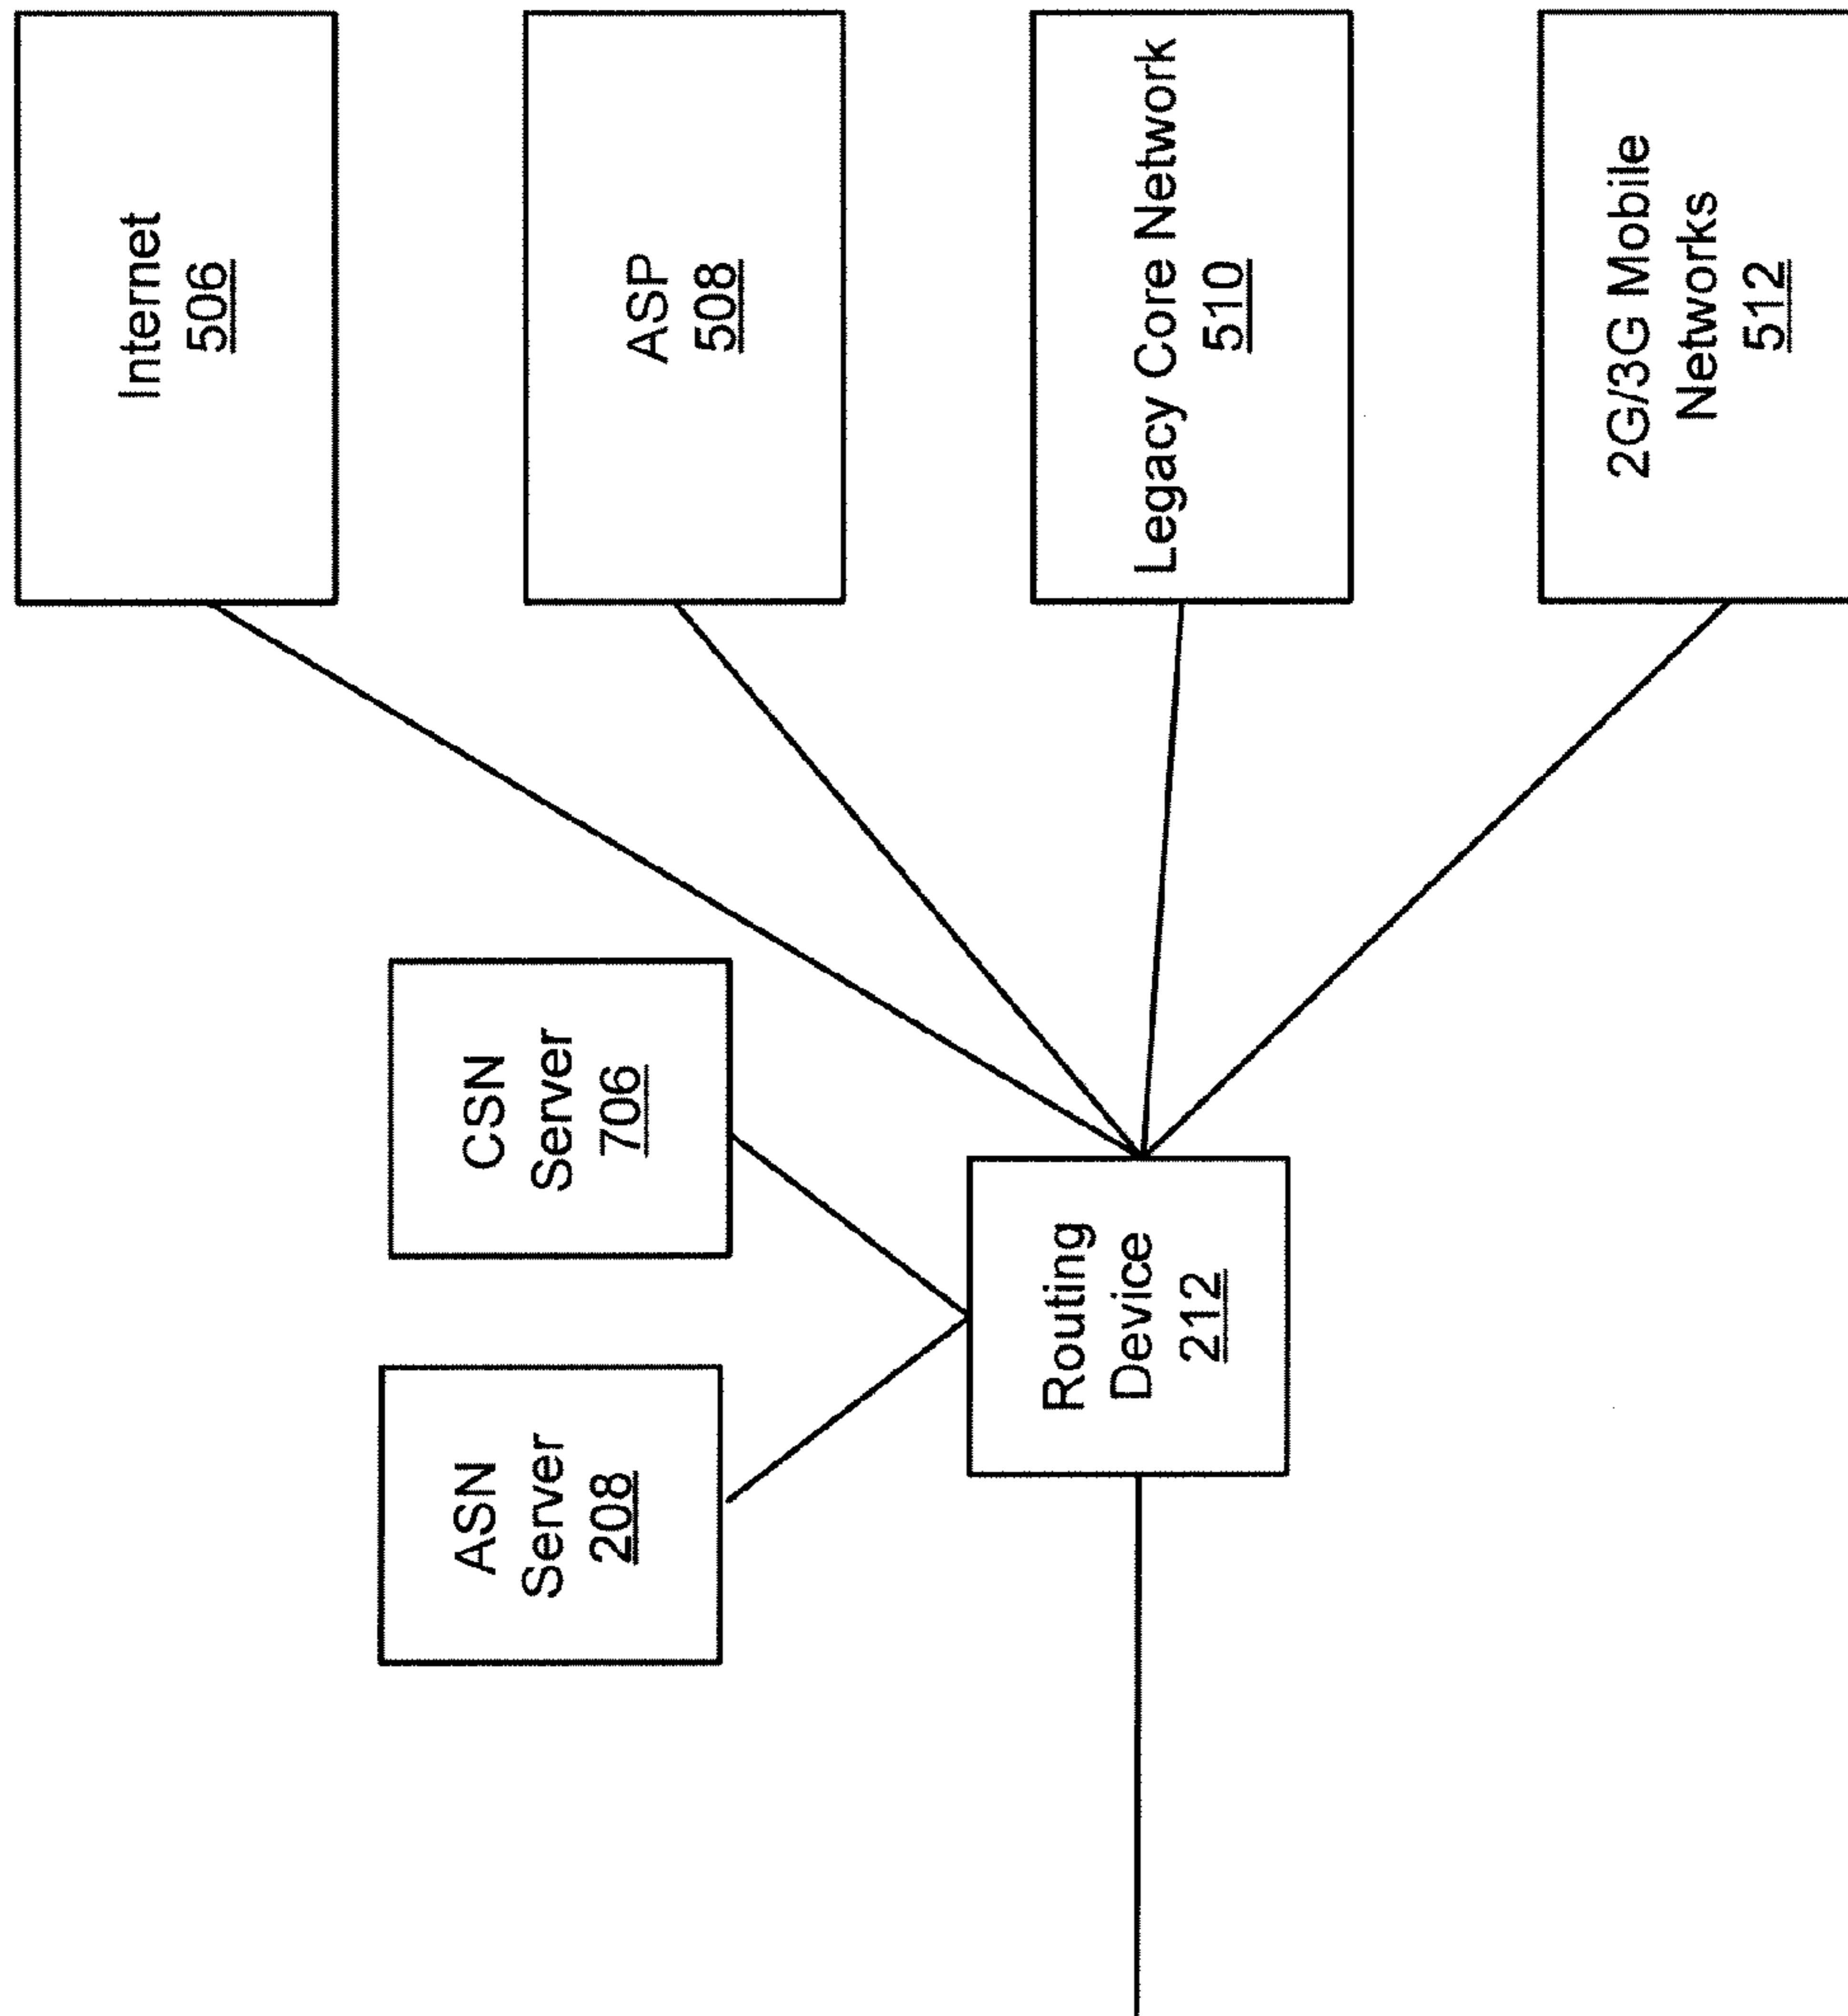 Internet
506
ASP
508
Legacy Core Network
510
2G/3G Mobile
Networks
512
CSN
Server
706
ASN
Server
208
Routing
Device
212